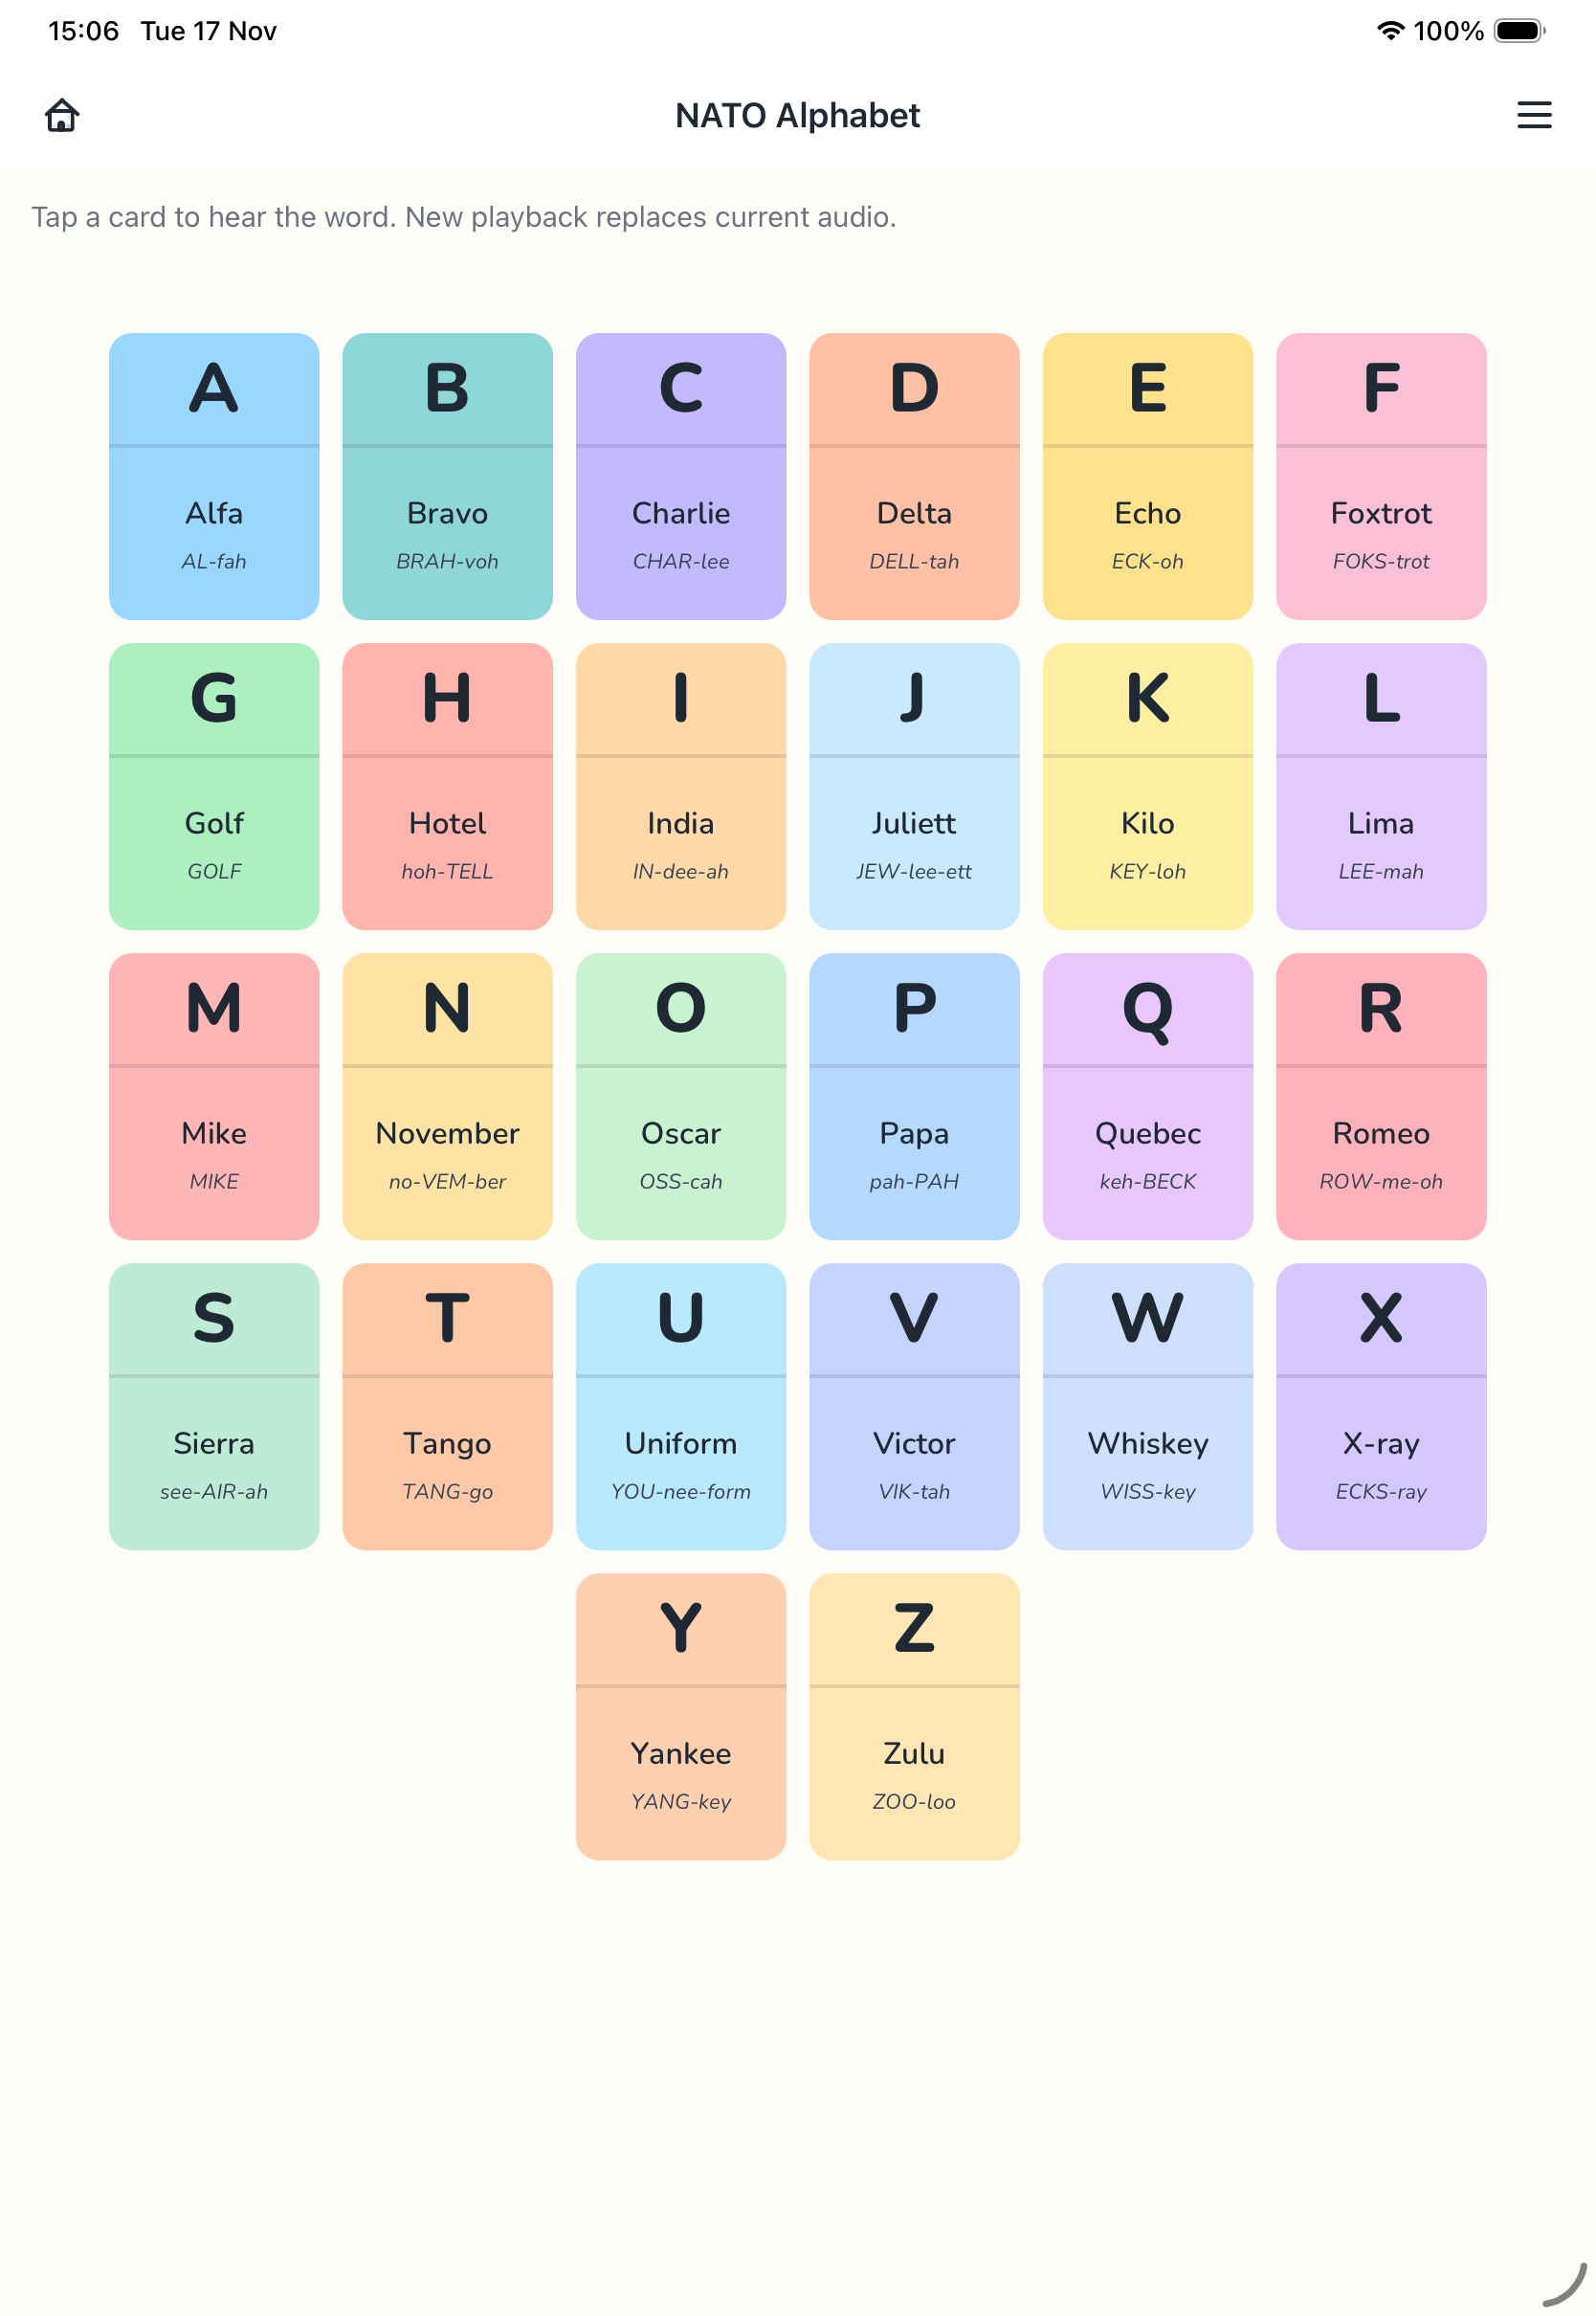 15:06 Tue 17 Nov 100%
NATO Alphabet
Tap a card to hear the word. New playback replaces current audio.
A B C D E F
Alfa Bravo Charlie Delta Echo Foxtrot
AL-fah BRAH-voh CHAR-lee DELL-tah ECK-oh FOKS-trot
G H I J K L
Golf Hotel India Juliett Kilo Lima
GOLF hoh-TELL IN-dee-ah JEW-lee-ett KEY-loh LEE-mah
M N O P Q R
Mike November Oscar Papa Quebec Romeo
MIKE no-VEM-ber OSS-cah pah-PAH keh-BECK ROW-me-oh
S T U V W X
Sierra Tango Uniform Victor Whiskey X-ray
see-AIR-ah TANG-go YOU-nee-form VIK-tah WISS-key ECKS-ray
Y Z
Yankee Zulu
YANG-key ZOO-loo